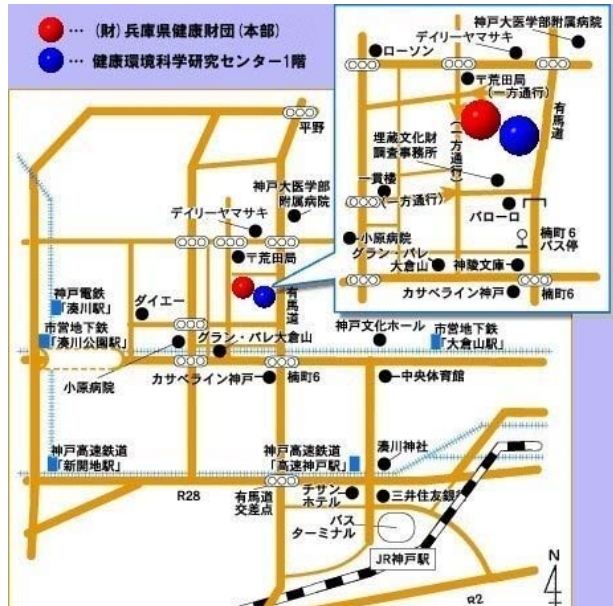 … (財)兵庫県健康財団(本部)
… 健康環境科学研究センター1階
神戸大医学部附属病院
デイリーヤマサキ
ローソン
〒荒田局
(一方通行)
有馬道
(一方通行)
埋蔵文化財
調査事務所
一貫楼
(一方通行)
パローロ
小原病院
楠町6
バス停
グラン・パレ
大倉山
神陵文庫
カサベライン神戸
楠町6
平野
神戸大医学部
附属病院
デイリーヤマサキ
〒荒田局
有馬道
神戸電鉄
「湊川駅」
ダイエー
市営地下鉄
「湊川公園駅」
グラン・パレ大倉山
神戸文化ホール
市営地下鉄
「大倉山駅」
小原病院
カサベライン神戸
楠町6
中央体育館
神戸高速鉄道
「新開地駅」
神戸高速鉄道
「高速神戸駅」
湊川神社
R28
有馬道
交差点
チサン
ホテル
三井住友銀行
バス
ターミナル
JR神戸駅
N
4
R2